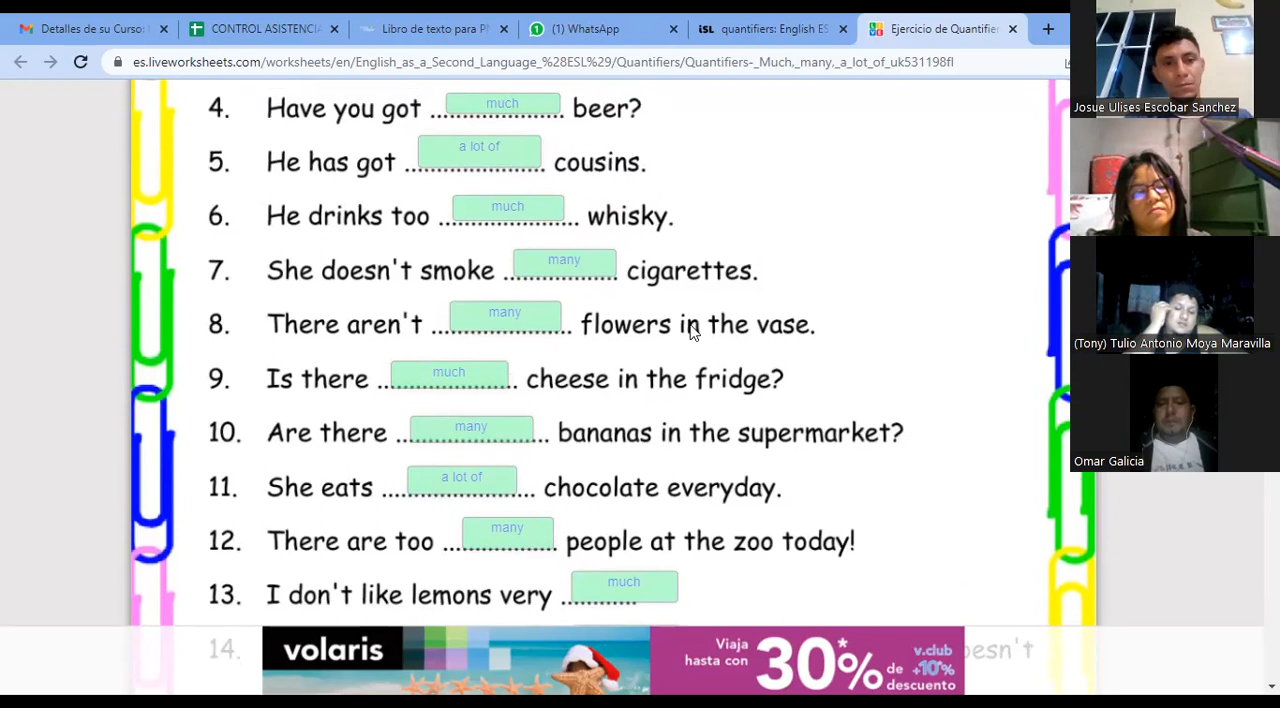 Detalles de su Curso:
CONTROL ASISTENCIA
Libro de texto para P
(1) WhatsApp
iSL quantifiers: English ES
Ejercicio de Quantifier
es.liveworksheets.com/worksheets/en/English_as_a_Second_Language_%28ESL%29/Quantifiers/Quantifiers-_Much,_many,_a_lot_of_uk531198fl
4. Have you got ...much... beer?
5. He has got ...a lot of... cousins.
6. He drinks too ...much... whisky.
7. She doesn't smoke ...many... cigarettes.
8. There aren't ...many... flowers in the vase.
9. Is there ...much... cheese in the fridge?
10. Are there ...many... bananas in the supermarket?
11. She eats ...a lot of... chocolate everyday.
12. There are too ...many... people at the zoo today!
13. I don't like lemons very ...much...
14. oesn't
volaris
Viaja
hasta con
30%*
de
v.club
+10%
descuento
Josue Ulises Escobar Sanchez
(Tony) Tulio Antonio Moya Maravilla
Omar Galicia